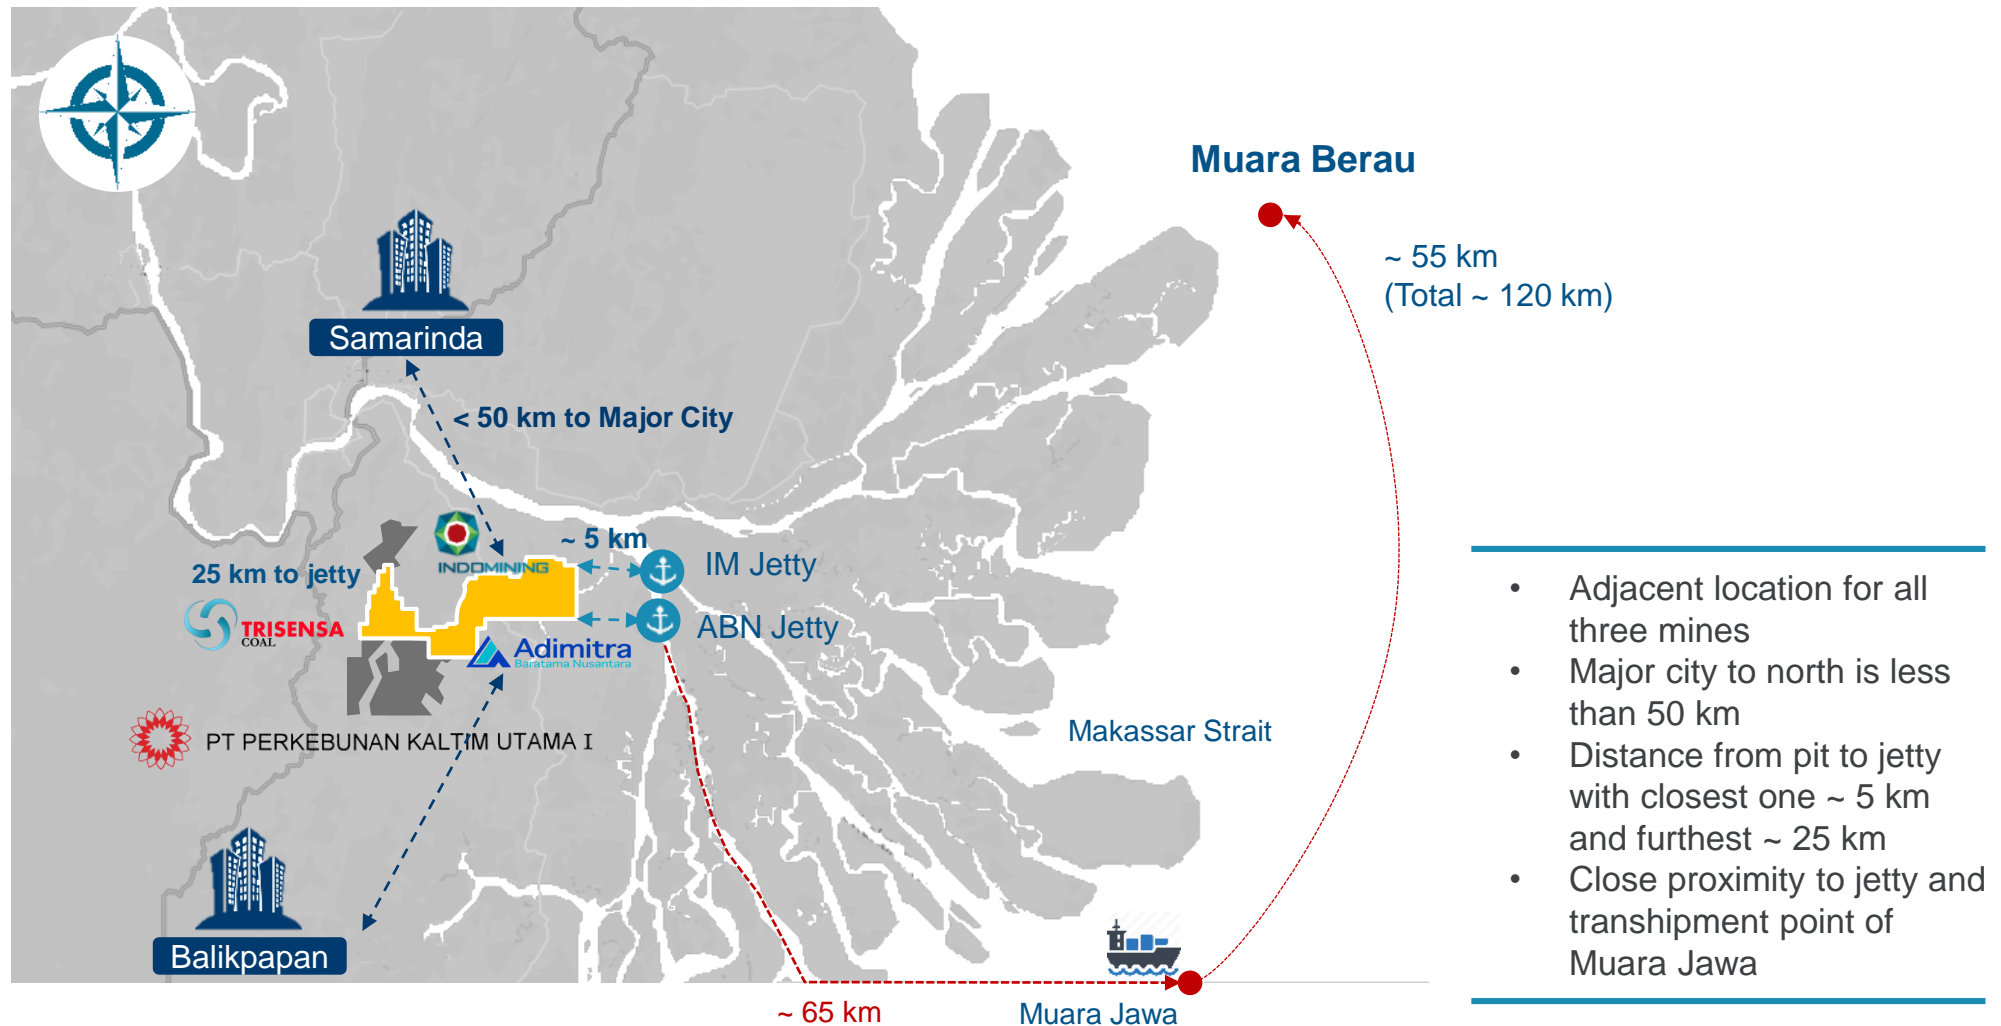 Muara Berau
~ 55 km
(Total ~ 120 km)
Samarinda
< 50 km to Major City
~ 5 km
INDOMINING
IM Jetty
25 km to jetty
TRISENSA
COAL
ABN Jetty
Adimitra
Baratama Nusantara
PT PERKEBUNAN KALTIM UTAMA I
Makassar Strait
Balikpapan
~ 65 km
Muara Jawa
• Adjacent location for all
three mines
• Major city to north is less
than 50 km
• Distance from pit to jetty
with closest one ~ 5 km
and furthest ~ 25 km
• Close proximity to jetty and
transhipment point of
Muara Jawa